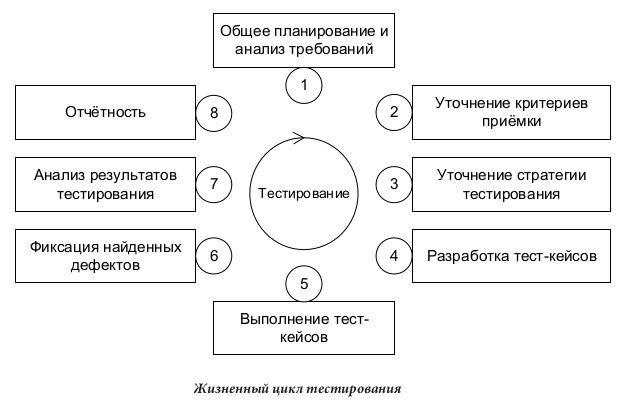 Общее планирование и
анализ требований
1
2
Уточнение критериев
приёмки
3
Уточнение стратегии
тестирования
4
Разработка тест-кейсов
5
Выполнение тест-
кейсов
6
Фиксация найденных
дефектов
7
Анализ результатов
тестирования
8
Отчётность
Тестирование
Жизненный цикл тестирования